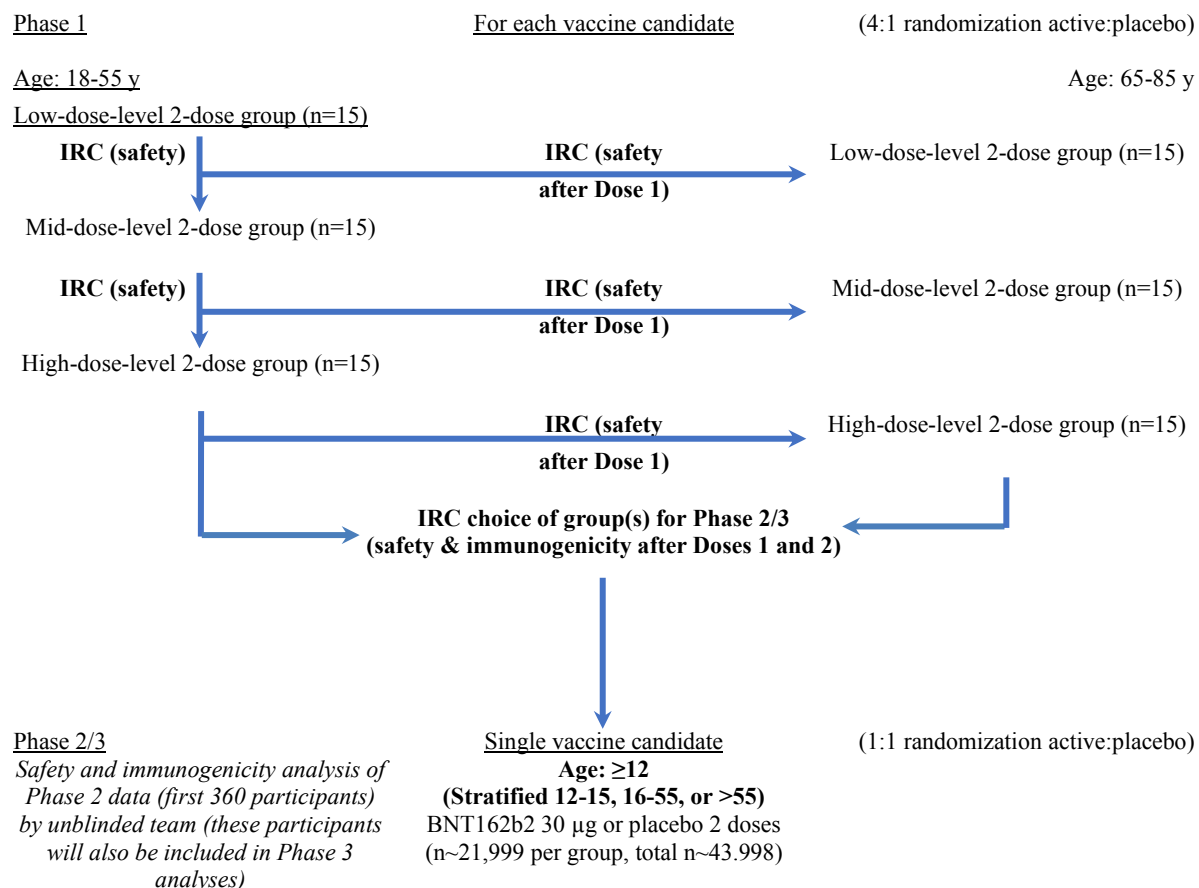 Phase 1 For each vaccine candidate (4:1 randomization active:placebo)
Age: 18-55 y Age: 65-85 y
Low-dose-level 2-dose group (n=15)
IRC (safety) IRC (safety Low-dose-level 2-dose group (n=15)
after Dose 1)
Mid-dose-level 2-dose group (n=15)
IRC (safety) IRC (safety Mid-dose-level 2-dose group (n=15)
after Dose 1)
High-dose-level 2-dose group (n=15)
IRC (safety High-dose-level 2-dose group (n=15)
after Dose 1)
IRC choice of group(s) for Phase 2/3
(safety & immunogenicity after Doses 1 and 2)
Phase 2/3 Single vaccine candidate (1:1 randomization active:placebo)
Safety and immunogenicity analysis of Age: ≥12
Phase 2 data (first 360 participants) (Stratified 12-15, 16-55, or >55)
by unblinded team (these participants BNT162b2 30 µg or placebo 2 doses
will also be included in Phase 3 (n~21,999 per group, total n~43.998)
analyses)